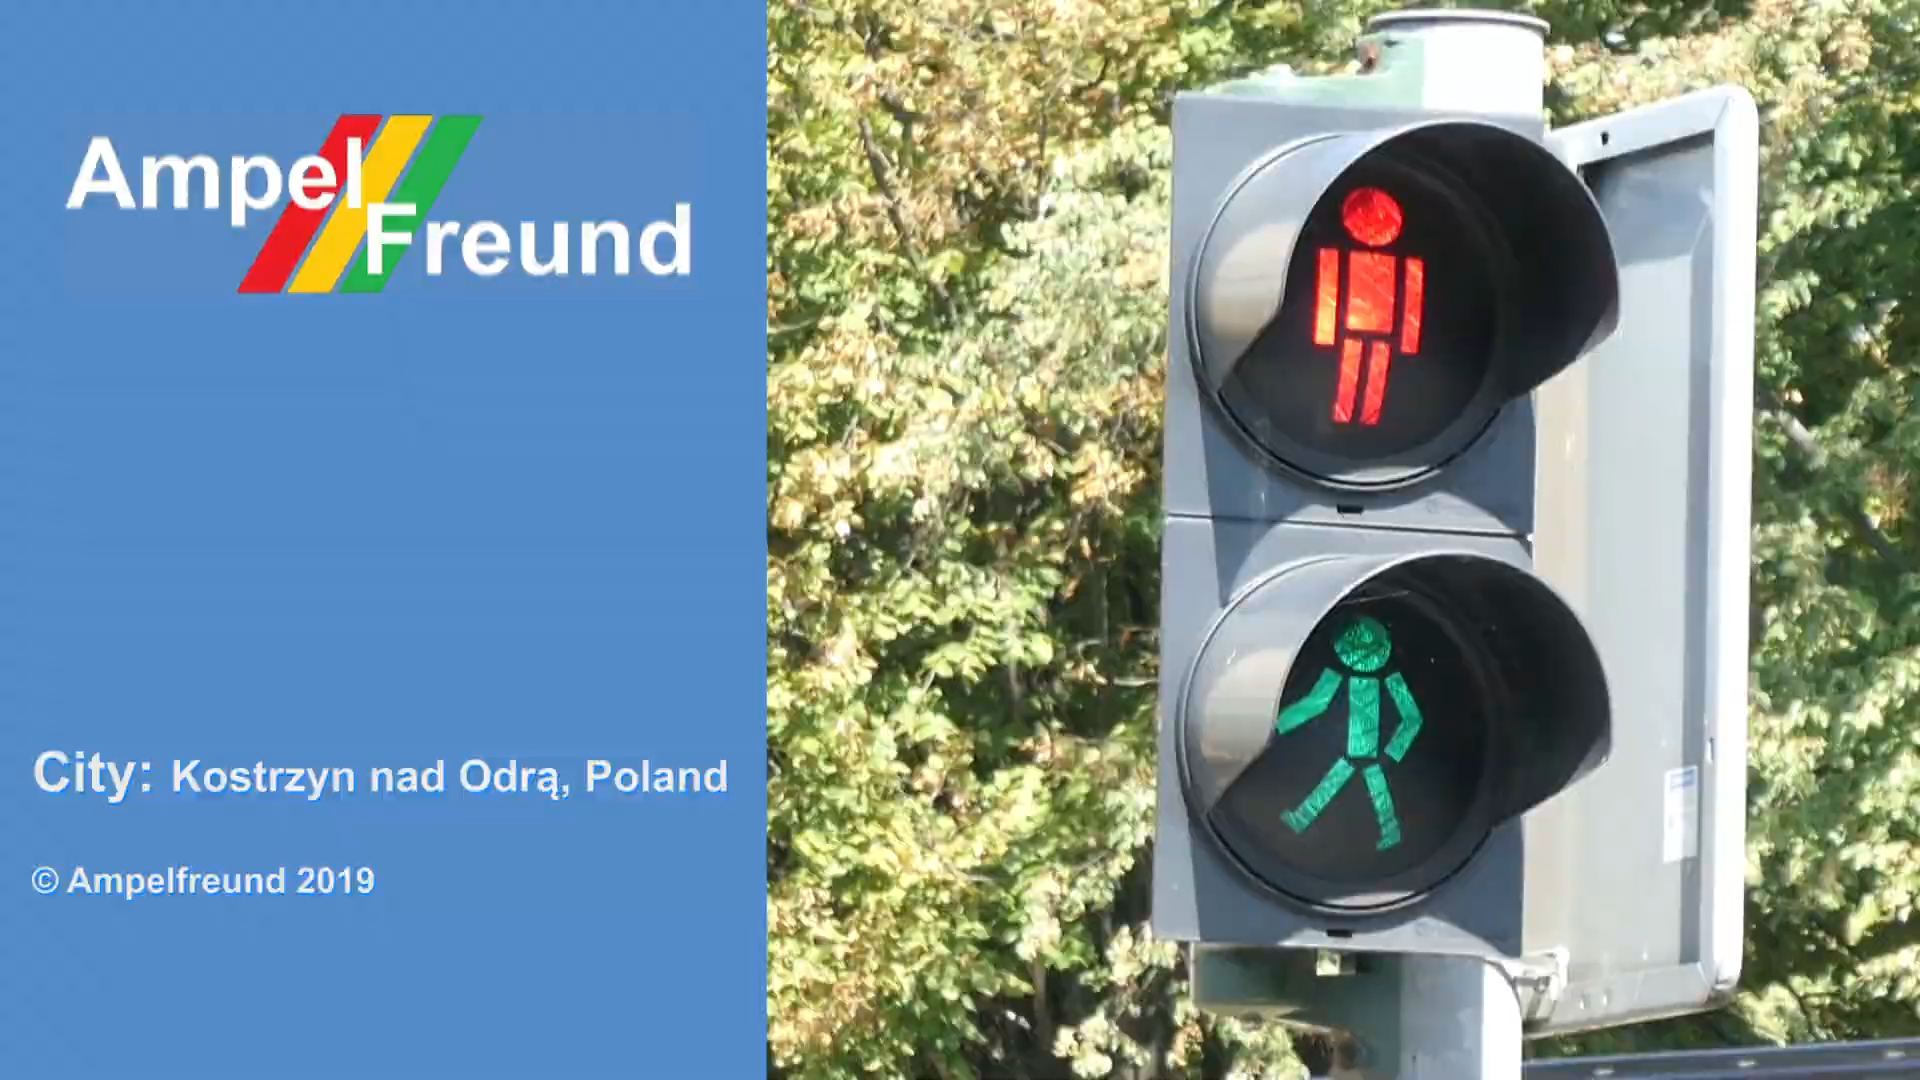 Ampel
Freund
City: Kostrzyn nad Odrą, Poland
© Ampelfreund 2019